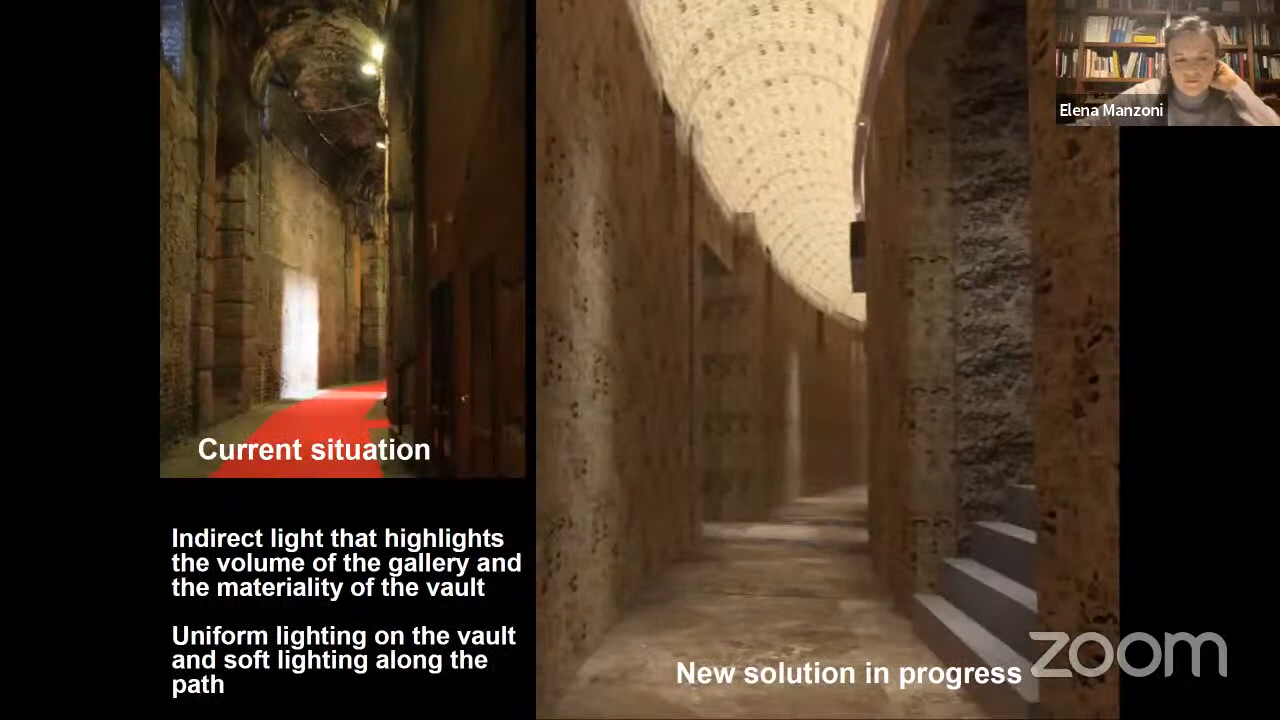 Elena Manzoni
Current situation
Indirect light that highlights
the volume of the gallery and
the materiality of the vault
Uniform lighting on the vault
and soft lighting along the
path
New solution in progress
zoom